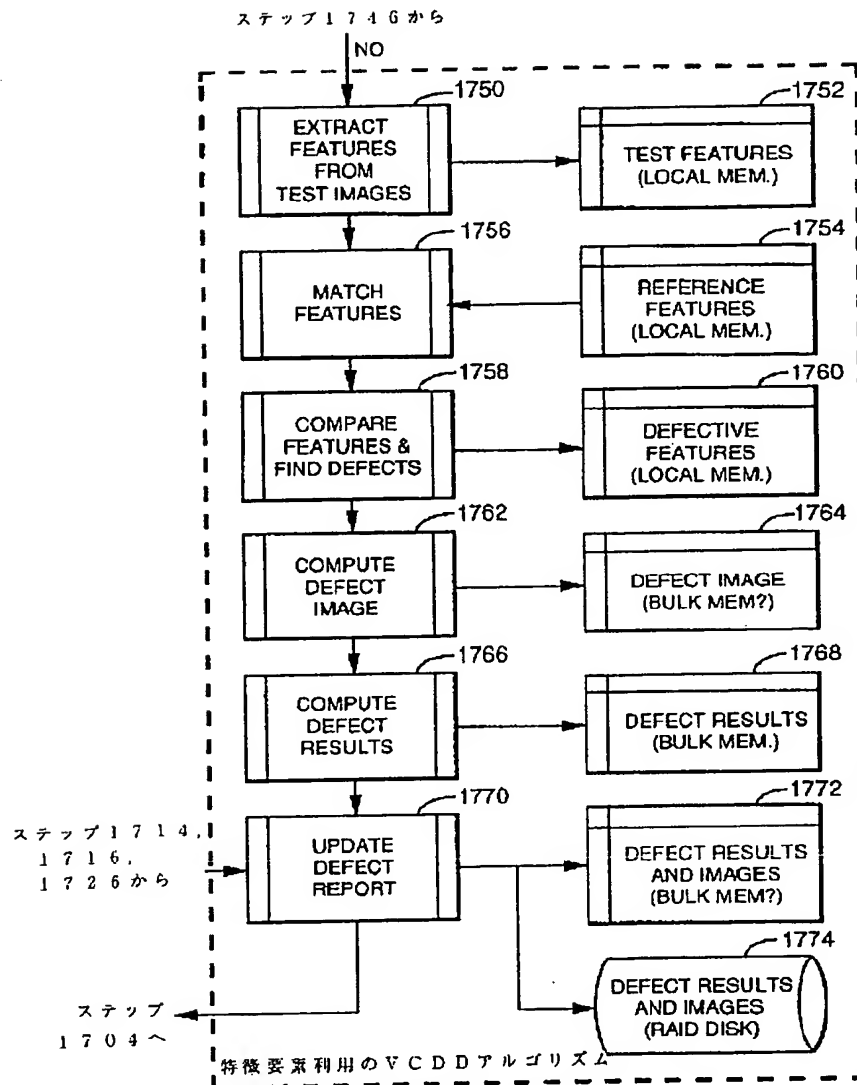 ステップ1746から
NO
1750
EXTRACT
FEATURES
FROM
TEST IMAGES
1752
TEST FEATURES
(LOCAL MEM.)
1756
MATCH
FEATURES
1754
REFERENCE
FEATURES
(LOCAL MEM.)
1758
COMPARE
FEATURES &
FIND DEFECTS
1760
DEFECTIVE
FEATURES
(LOCAL MEM.)
1762
COMPUTE
DEFECT
IMAGE
1764
DEFECT IMAGE
(BULK MEM?)
1766
COMPUTE
DEFECT
RESULTS
1768
DEFECT RESULTS
(BULK MEM.)
ステップ1714,
1716,
1726から
1770
UPDATE
DEFECT
REPORT
1772
DEFECT RESULTS
AND IMAGES
(BULK MEM?)
1774
DEFECT RESULTS
AND IMAGES
(RAID DISK)
ステップ
1704へ
特徴要素利用のVCDDアルゴリズム